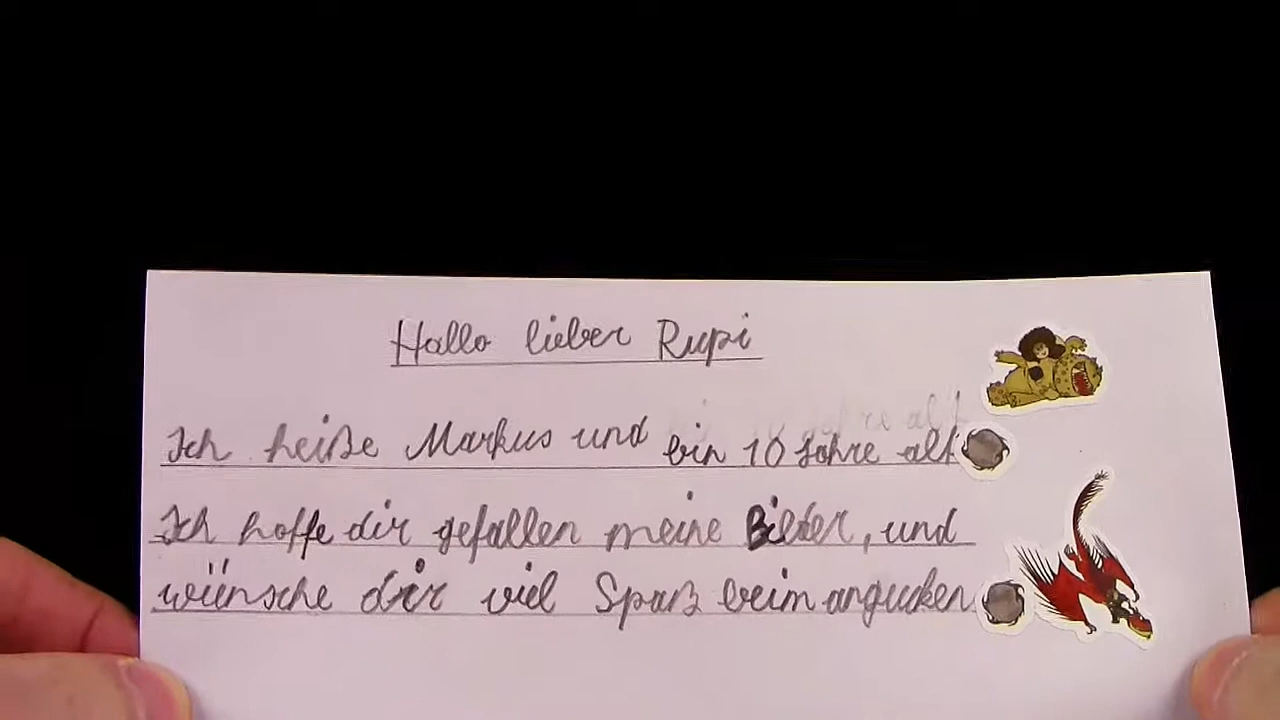 Hallo lieber Rupi
Ich heiße Markus und bin 10 Jahre alt
Ich hoffe dir gefallen meine Bilder, und
wünsche dir viel Spaß beim angucken